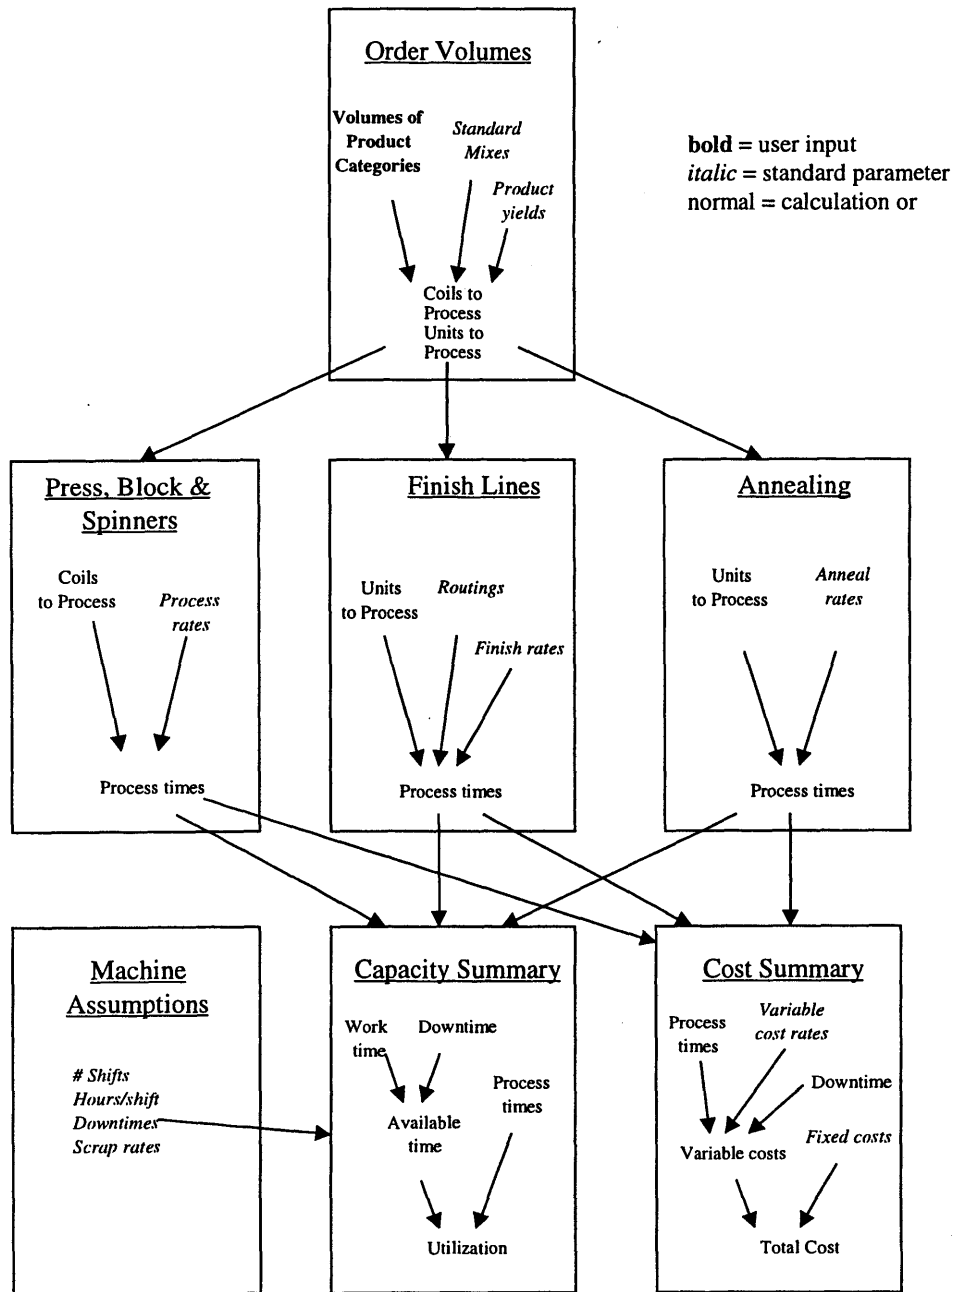 Order Volumes
Volumes of
Product
Categories
Standard
Mixes
Product
yields
Coils to
Process
Units to
Process
bold = user input
italic = standard parameter
normal = calculation or
Press, Block &
Spinners
Coils
to Process
Process
rates
Process times
Finish Lines
Units
to Process
Routings
Finish rates
Process times
Annealing
Units
to Process
Anneal
rates
Process times
Machine
Assumptions
# Shifts
Hours/shift
Downtimes
Scrap rates
Capacity Summary
Work
time
Downtime
Process
times
Available
time
Utilization
Cost Summary
Process
times
Variable
cost rates
Downtime
Variable costs
Fixed costs
Total Cost